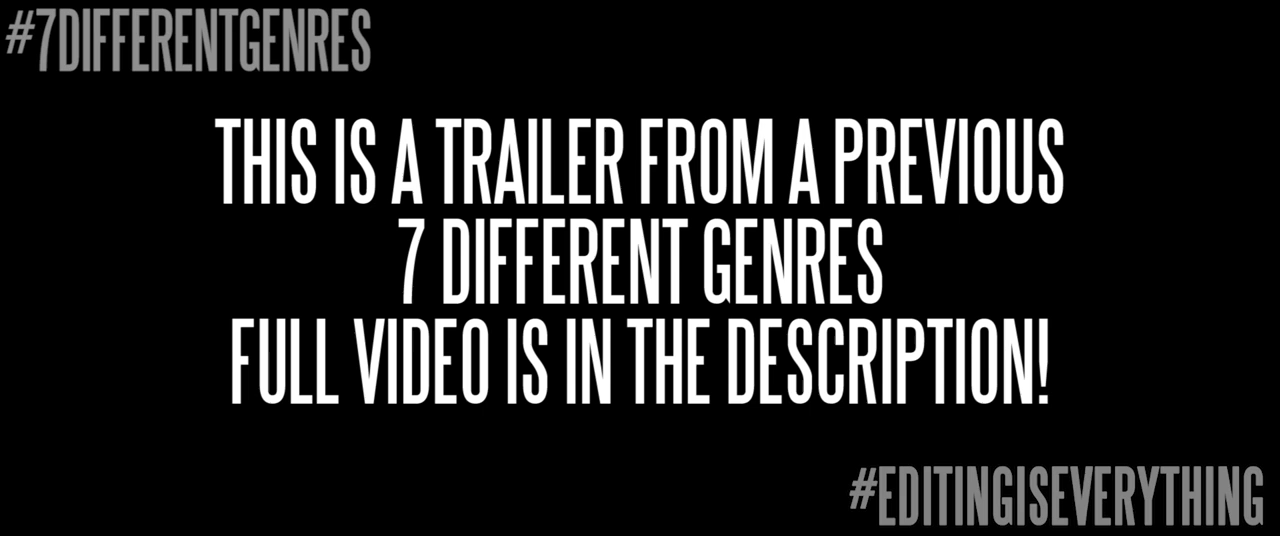 #7DIFFERENTGENRES
THIS IS A TRAILER FROM A PREVIOUS
7 DIFFERENT GENRES
FULL VIDEO IS IN THE DESCRIPTION!
#EDITINGISEVERYTHING